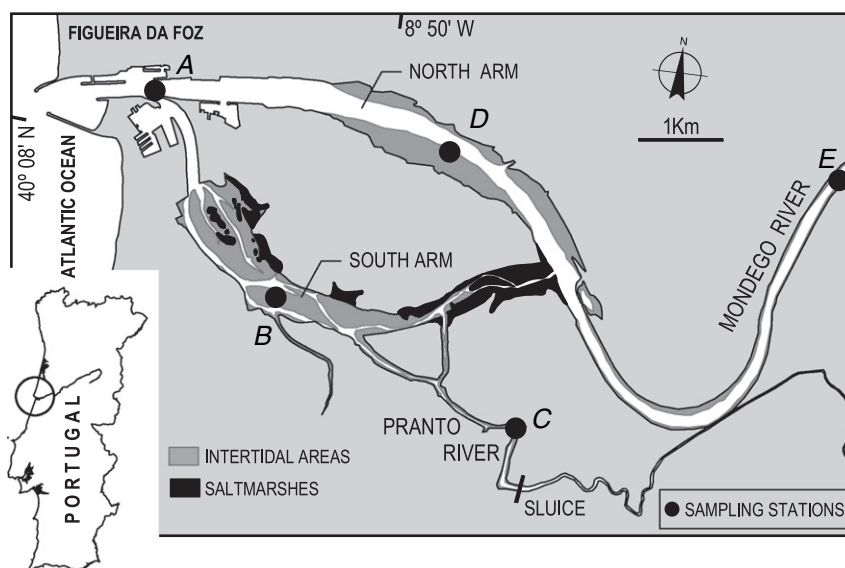 FIGUEIRA DA FOZ
8º 50' W
A
NORTH ARM
N
1Km
D
40º 08' N
ATLANTIC OCEAN
E
SOUTH ARM
MONDEGO RIVER
B
PORTUGAL
PRANTO
RIVER
C
INTERTIDAL AREAS
SALTMARSHES
SLUICE
SAMPLING STATIONS